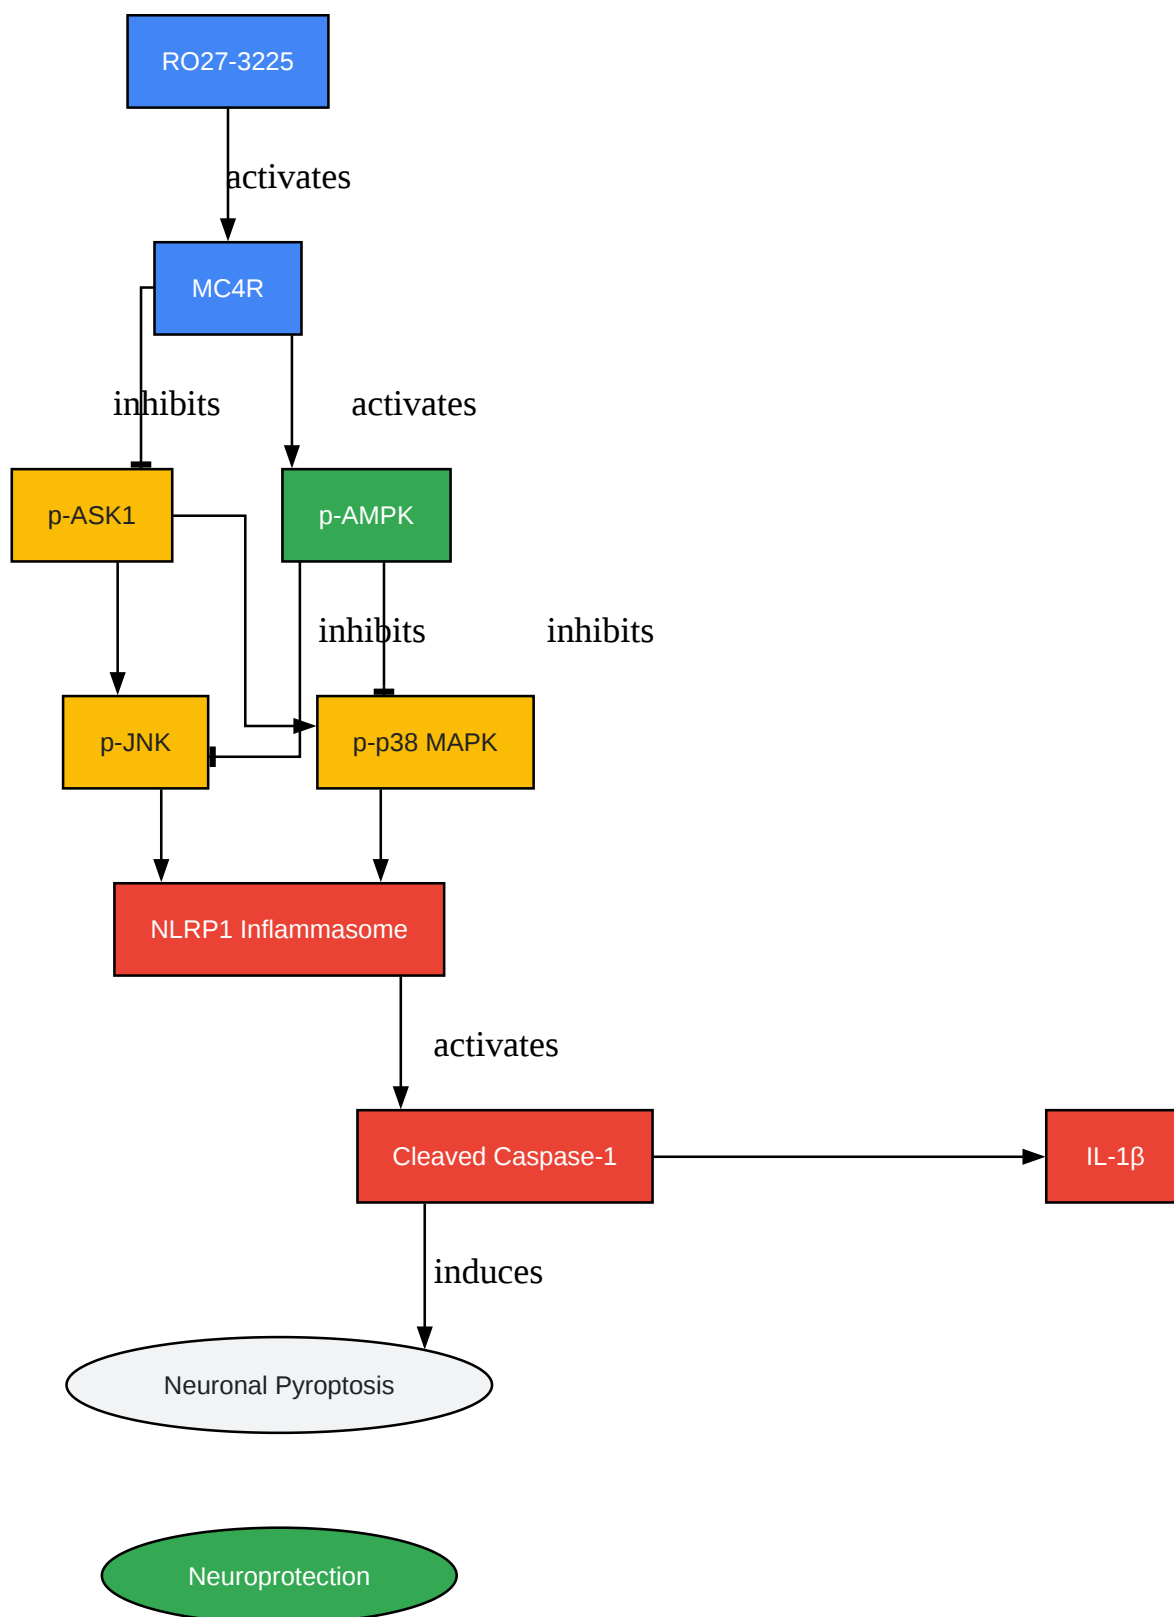 RO27-3225
activates
MC4R
inhibits
activates
p-ASK1
p-AMPK
inhibits
inhibits
p-JNK
p-p38 MAPK
NLRP1 Inflammasome
activates
Cleaved Caspase-1
IL-1β
induces
Neuronal Pyroptosis
Neuroprotection